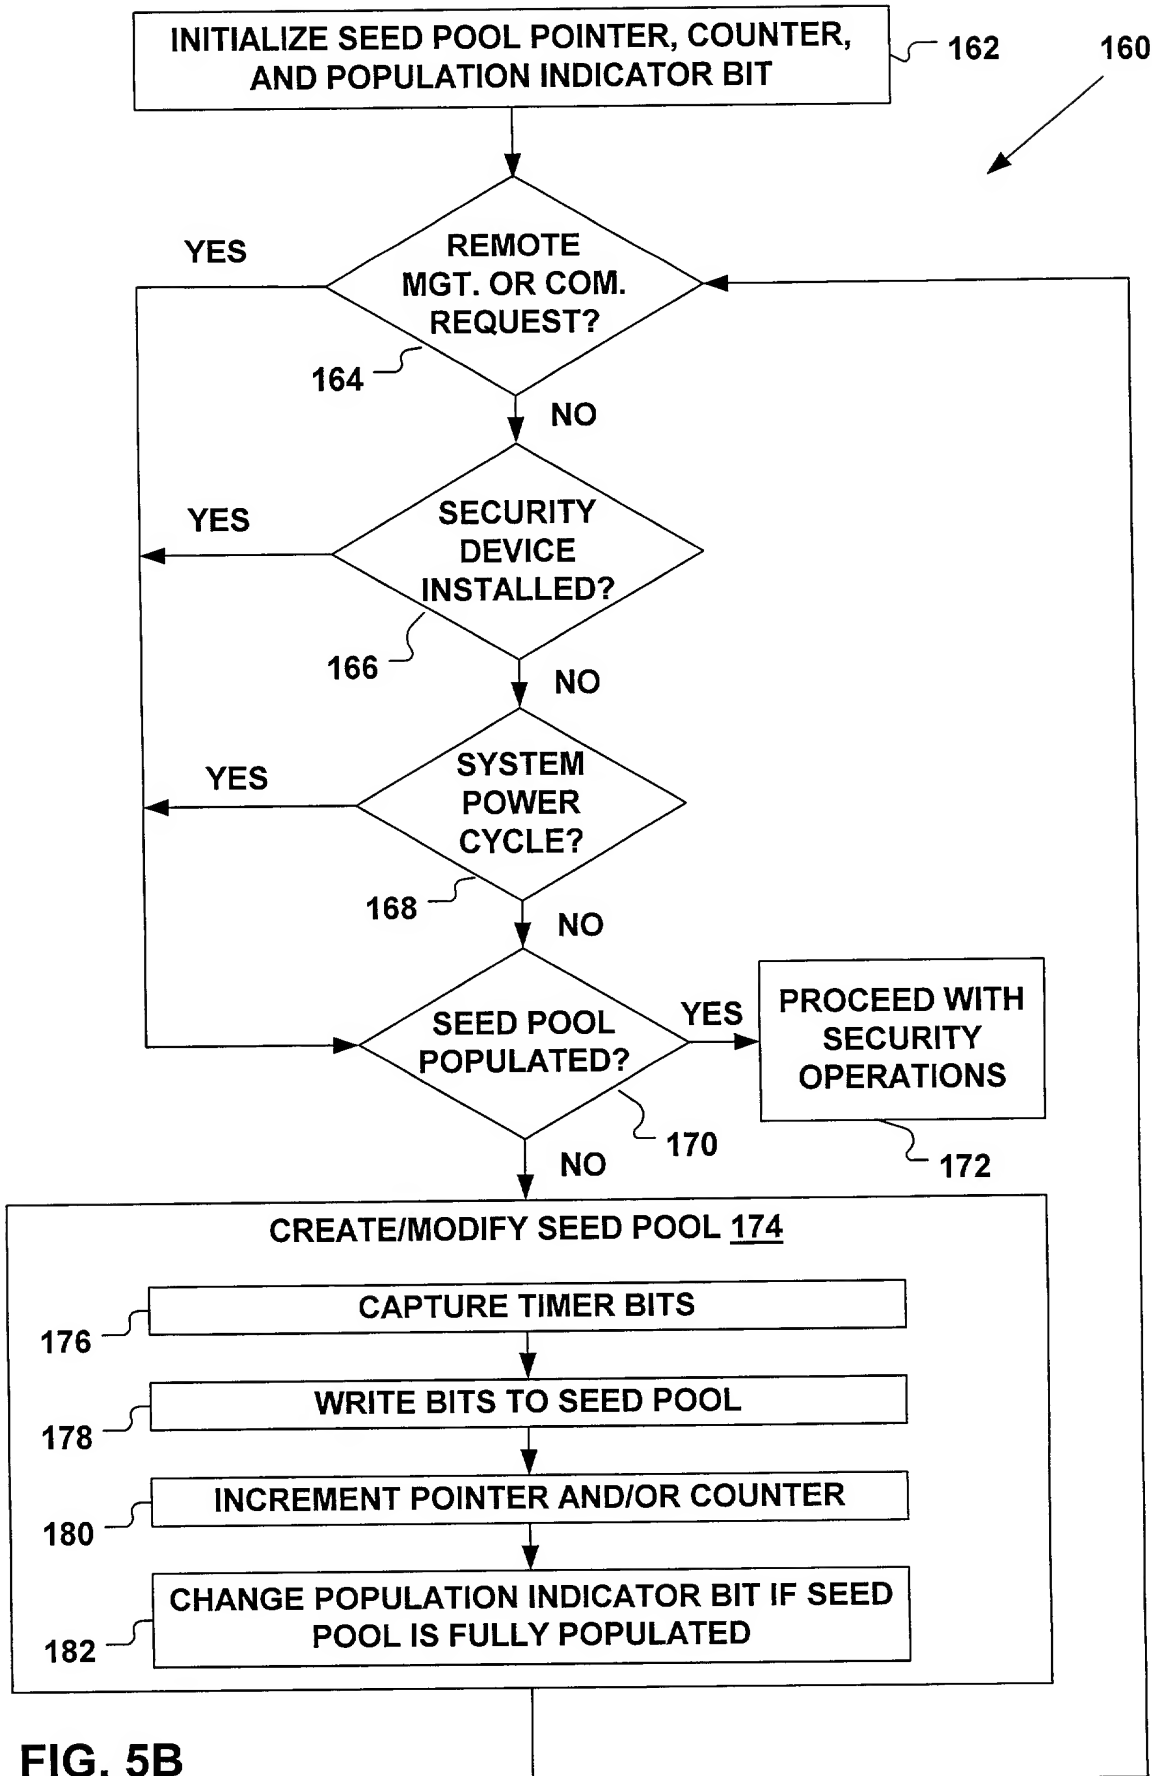 INITIALIZE SEED POOL POINTER, COUNTER,
AND POPULATION INDICATOR BIT
162
160
REMOTE
MGT. OR COM.
REQUEST?
YES
164
NO
SECURITY
DEVICE
INSTALLED?
YES
166
NO
SYSTEM
POWER
CYCLE?
YES
168
NO
SEED POOL
POPULATED?
YES
170
PROCEED WITH
SECURITY
OPERATIONS
172
NO
CREATE/MODIFY SEED POOL 174
CAPTURE TIMER BITS
176
WRITE BITS TO SEED POOL
178
INCREMENT POINTER AND/OR COUNTER
180
CHANGE POPULATION INDICATOR BIT IF SEED
POOL IS FULLY POPULATED
182
FIG. 5B